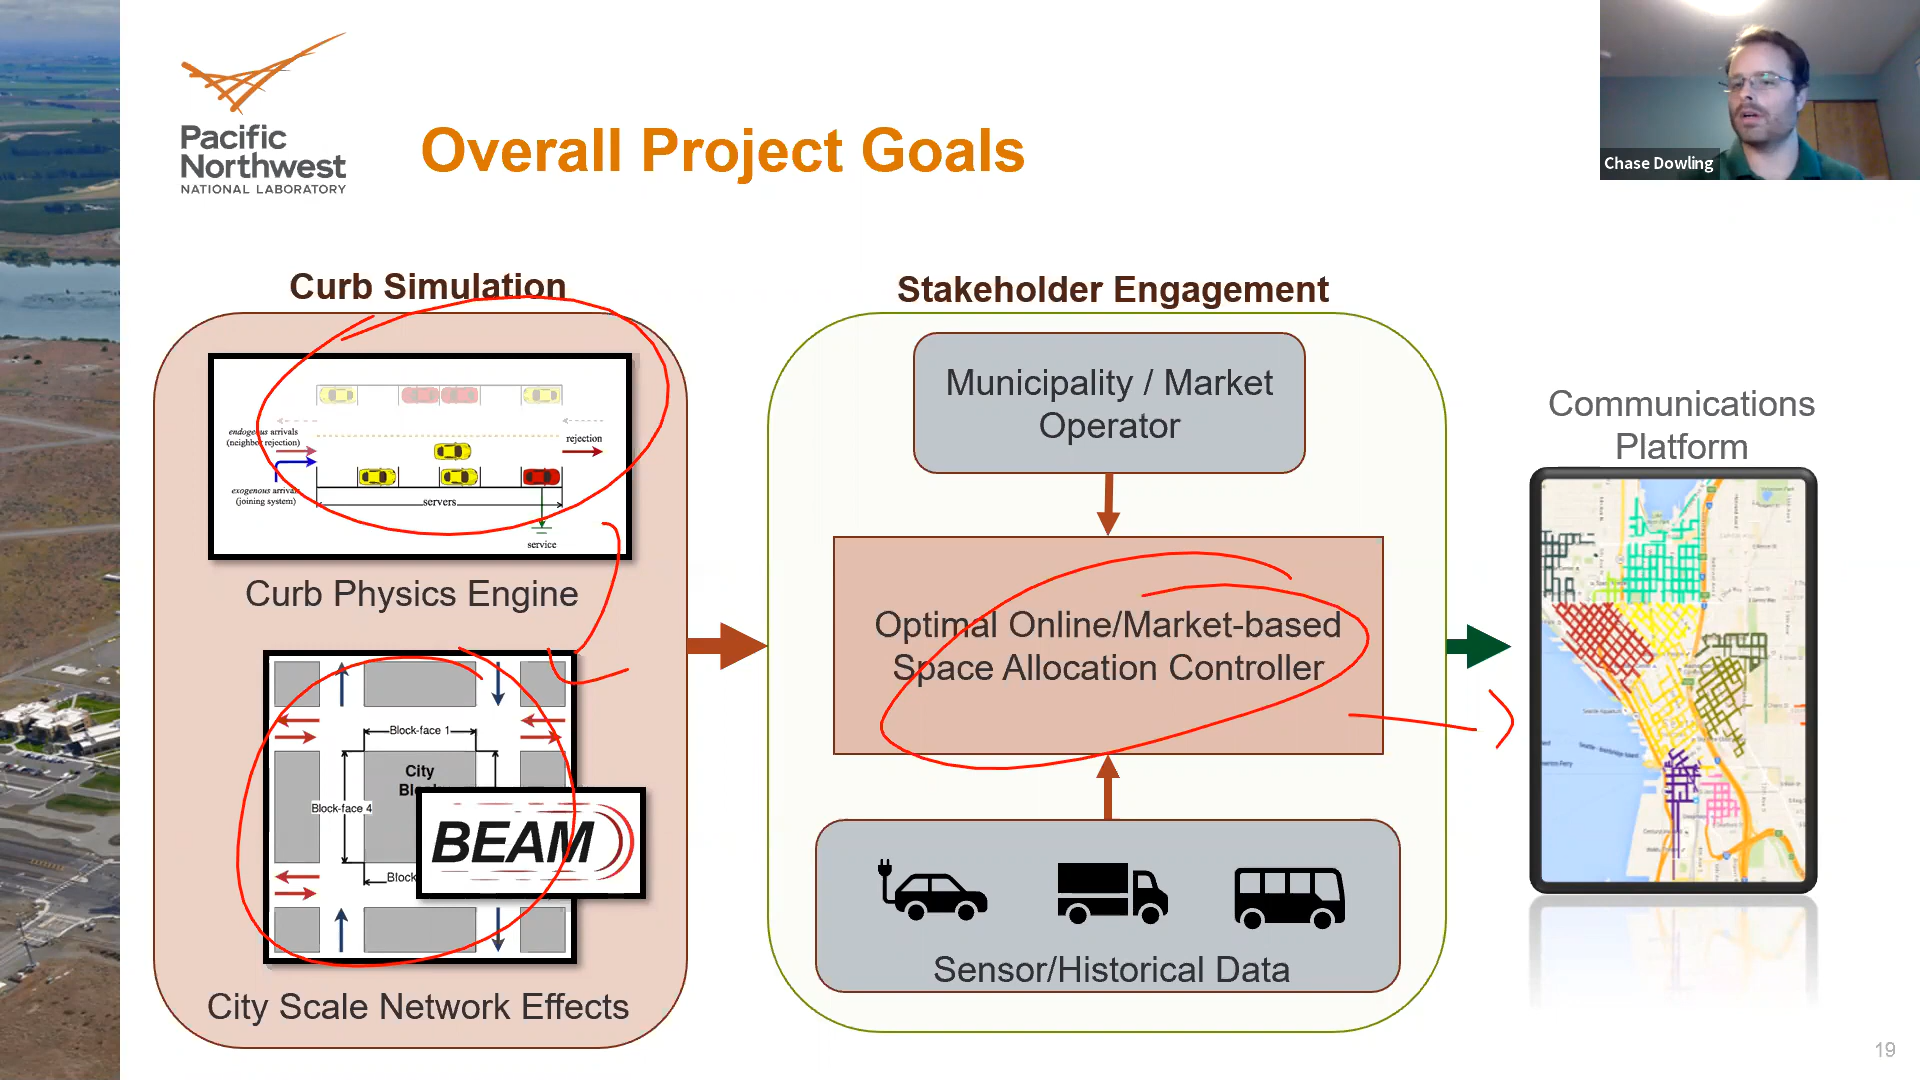 Pacific
Northwest
NATIONAL LABORATORY
Overall Project Goals
Chase Dowling
Curb Simulation
endogenous arrivals
(neighbor rejection)
rejection
exogenous arrivals
(joining system)
servers
service
Curb Physics Engine
Block-face 1
City
Block-face 4
Block
BEAM
City Scale Network Effects
Stakeholder Engagement
Municipality / Market
Operator
Optimal Online/Market-based
Space Allocation Controller
Sensor/Historical Data
Communications
Platform
19